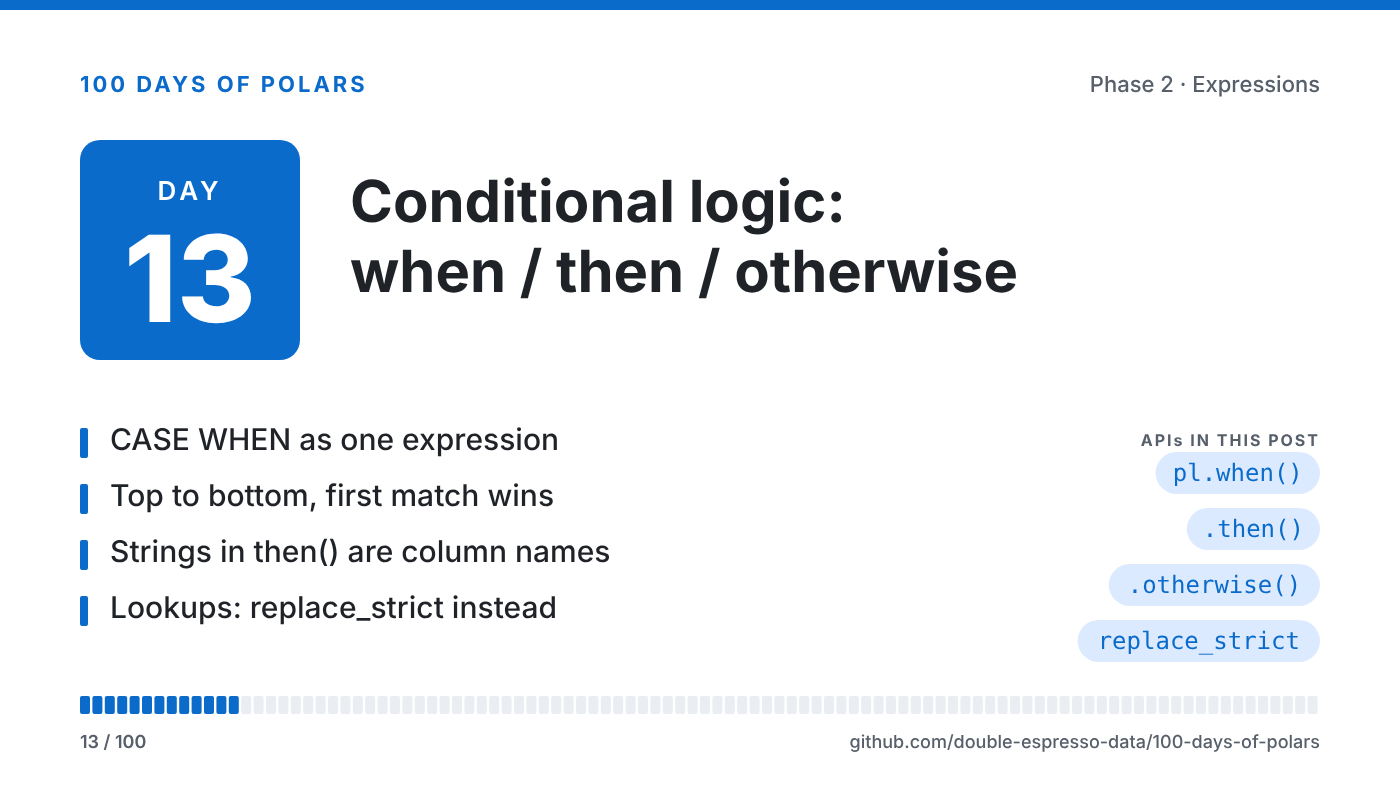 100 DAYS OF POLARS
Phase 2 · Expressions
DAY
13
Conditional logic:
when / then / otherwise
CASE WHEN as one expression
Top to bottom, first match wins
Strings in then() are column names
Lookups: replace_strict instead
APIs IN THIS POST
pl.when()
.then()
.otherwise()
replace_strict
13 / 100
github.com/double-espresso-data/100-days-of-polars